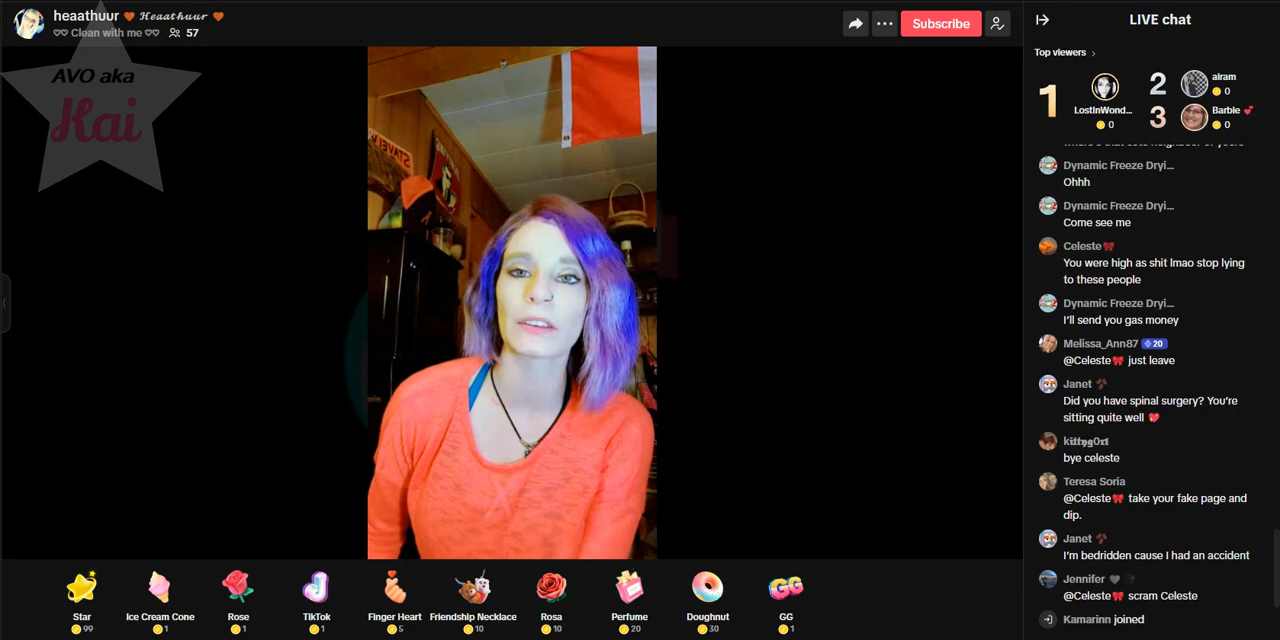 heaathuur 🧡 𝓗𝓮𝓪𝓪𝓽𝓱𝓾𝓾𝓻 🧡
♡♡ Clean with me ♡♡ 57
Subscribe
AVO aka
Kai
LIVE chat
Top viewers
1
LostInWond...
0
2
airam
0
3
Barbie 💕
0
Dynamic Freeze Dryi...
Ohhh
Dynamic Freeze Dryi...
Come see me
Celeste🎀
You were high as shit lmao stop lying
to these people
Dynamic Freeze Dryi...
I'll send you gas money
Melissa_Ann87 20
@Celeste🎀 just leave
Janet
Did you have spinal surgery? You're
sitting quite well 💖
bye celeste
Teresa Soria
@Celeste🎀 take your fake page and
dip.
Janet
I'm bedridden cause I had an accident
Jennifer
@Celeste🎀 scram Celeste
Kamarinn joined
Star
99
Ice Cream Cone
1
Rose
1
TikTok
1
Finger Heart
5
Friendship Necklace
10
Rosa
10
Perfume
20
Doughnut
30
GG
GG
1